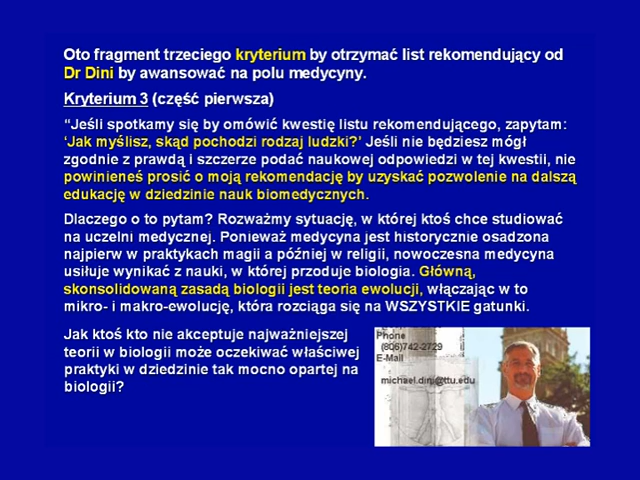 Oto fragment trzeciego kryterium by otrzymać list rekomendujący od
Dr Dini by awansować na polu medycyny.
Kryterium 3 (część pierwsza)
"Jeśli spotkamy się by omówić kwestię listu rekomendującego, zapytam:
'Jak myślisz, skąd pochodzi rodzaj ludzki?' Jeśli nie będziesz mógł
zgodnie z prawdą i szczerze podać naukowej odpowiedzi w tej kwestii, nie
powinieneś prosić o moją rekomendację by uzyskać pozwolenie na dalszą
edukację w dziedzinie nauk biomedycznych.
Dlaczego o to pytam? Rozważmy sytuację, w której ktoś chce studiować
na uczelni medycznej. Ponieważ medycyna jest historycznie osadzona
najpierw w praktykach magii a później w religii, nowoczesna medycyna
usiłuje wynikać z nauki, w której przoduje biologia. Główną,
skonsolidowaną zasadą biologii jest teoria ewolucji, włączając w to
mikro- i makro-ewolucję, która rozciąga się na WSZYSTKIE gatunki.
Jak ktoś kto nie akceptuje najważniejszej
teorii w biologii może oczekiwać właściwej
praktyki w dziedzinie tak mocno opartej na
biologii?
Phone
(806)742-2729
E-Mail
michael.dini@ttu.edu